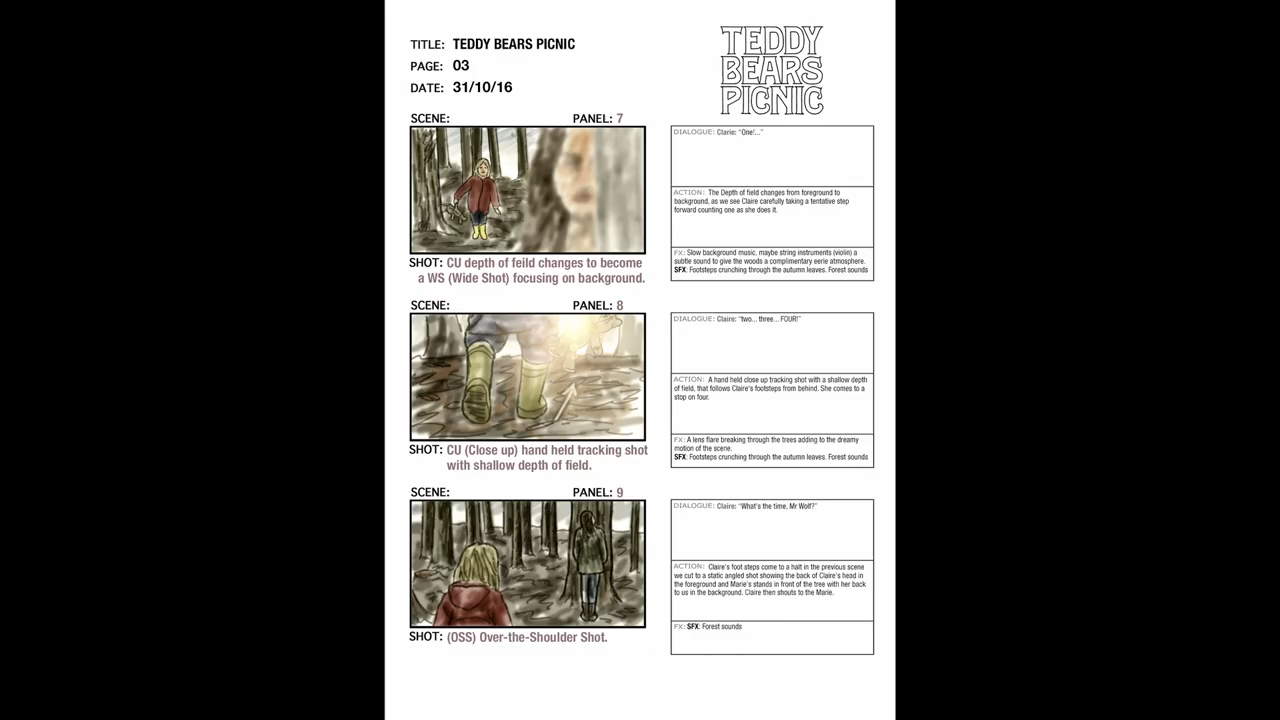 TITLE: TEDDY BEARS PICNIC
PAGE: 03
DATE: 31/10/16
TEDDY
BEARS
PICNIC
SCENE: PANEL: 7
SHOT: CU depth of feild changes to become
a WS (Wide Shot) focusing on background.
DIALOGUE: Clarie: “One!...”
ACTION: The Depth of field changes from foreground to
background, as we see Claire carefully taking a tentative step
forward counting one as she does it.
FX: Slow background music, maybe string instruments (violin) a
subtle sound to give the woods a complimentary eerie atmosphere.
SFX: Footsteps crunching through the autumn leaves. Forest sounds
SCENE: PANEL: 8
SHOT: CU (Close up) hand held tracking shot
with shallow depth of field.
DIALOGUE: Claire: “two... three... FOUR!”
ACTION: A hand held close up tracking shot with a shallow depth
of field, that follows Claire's footsteps from behind. She comes to a
stop on four.
FX: A lens flare breaking through the trees adding to the dreamy
motion of the scene.
SFX: Footsteps crunching through the autumn leaves. Forest sounds
SCENE: PANEL: 9
SHOT: (OSS) Over-the-Shoulder Shot.
DIALOGUE: Claire: “What's the time, Mr Wolf?”
ACTION: Claire's foot steps come to a halt in the previous scene
we cut to a static angled shot showing the back of Claire's head in
the foreground and Marie's stands in front of the tree with her back
to us in the background. Claire then shouts to the Marie.
FX: SFX: Forest sounds